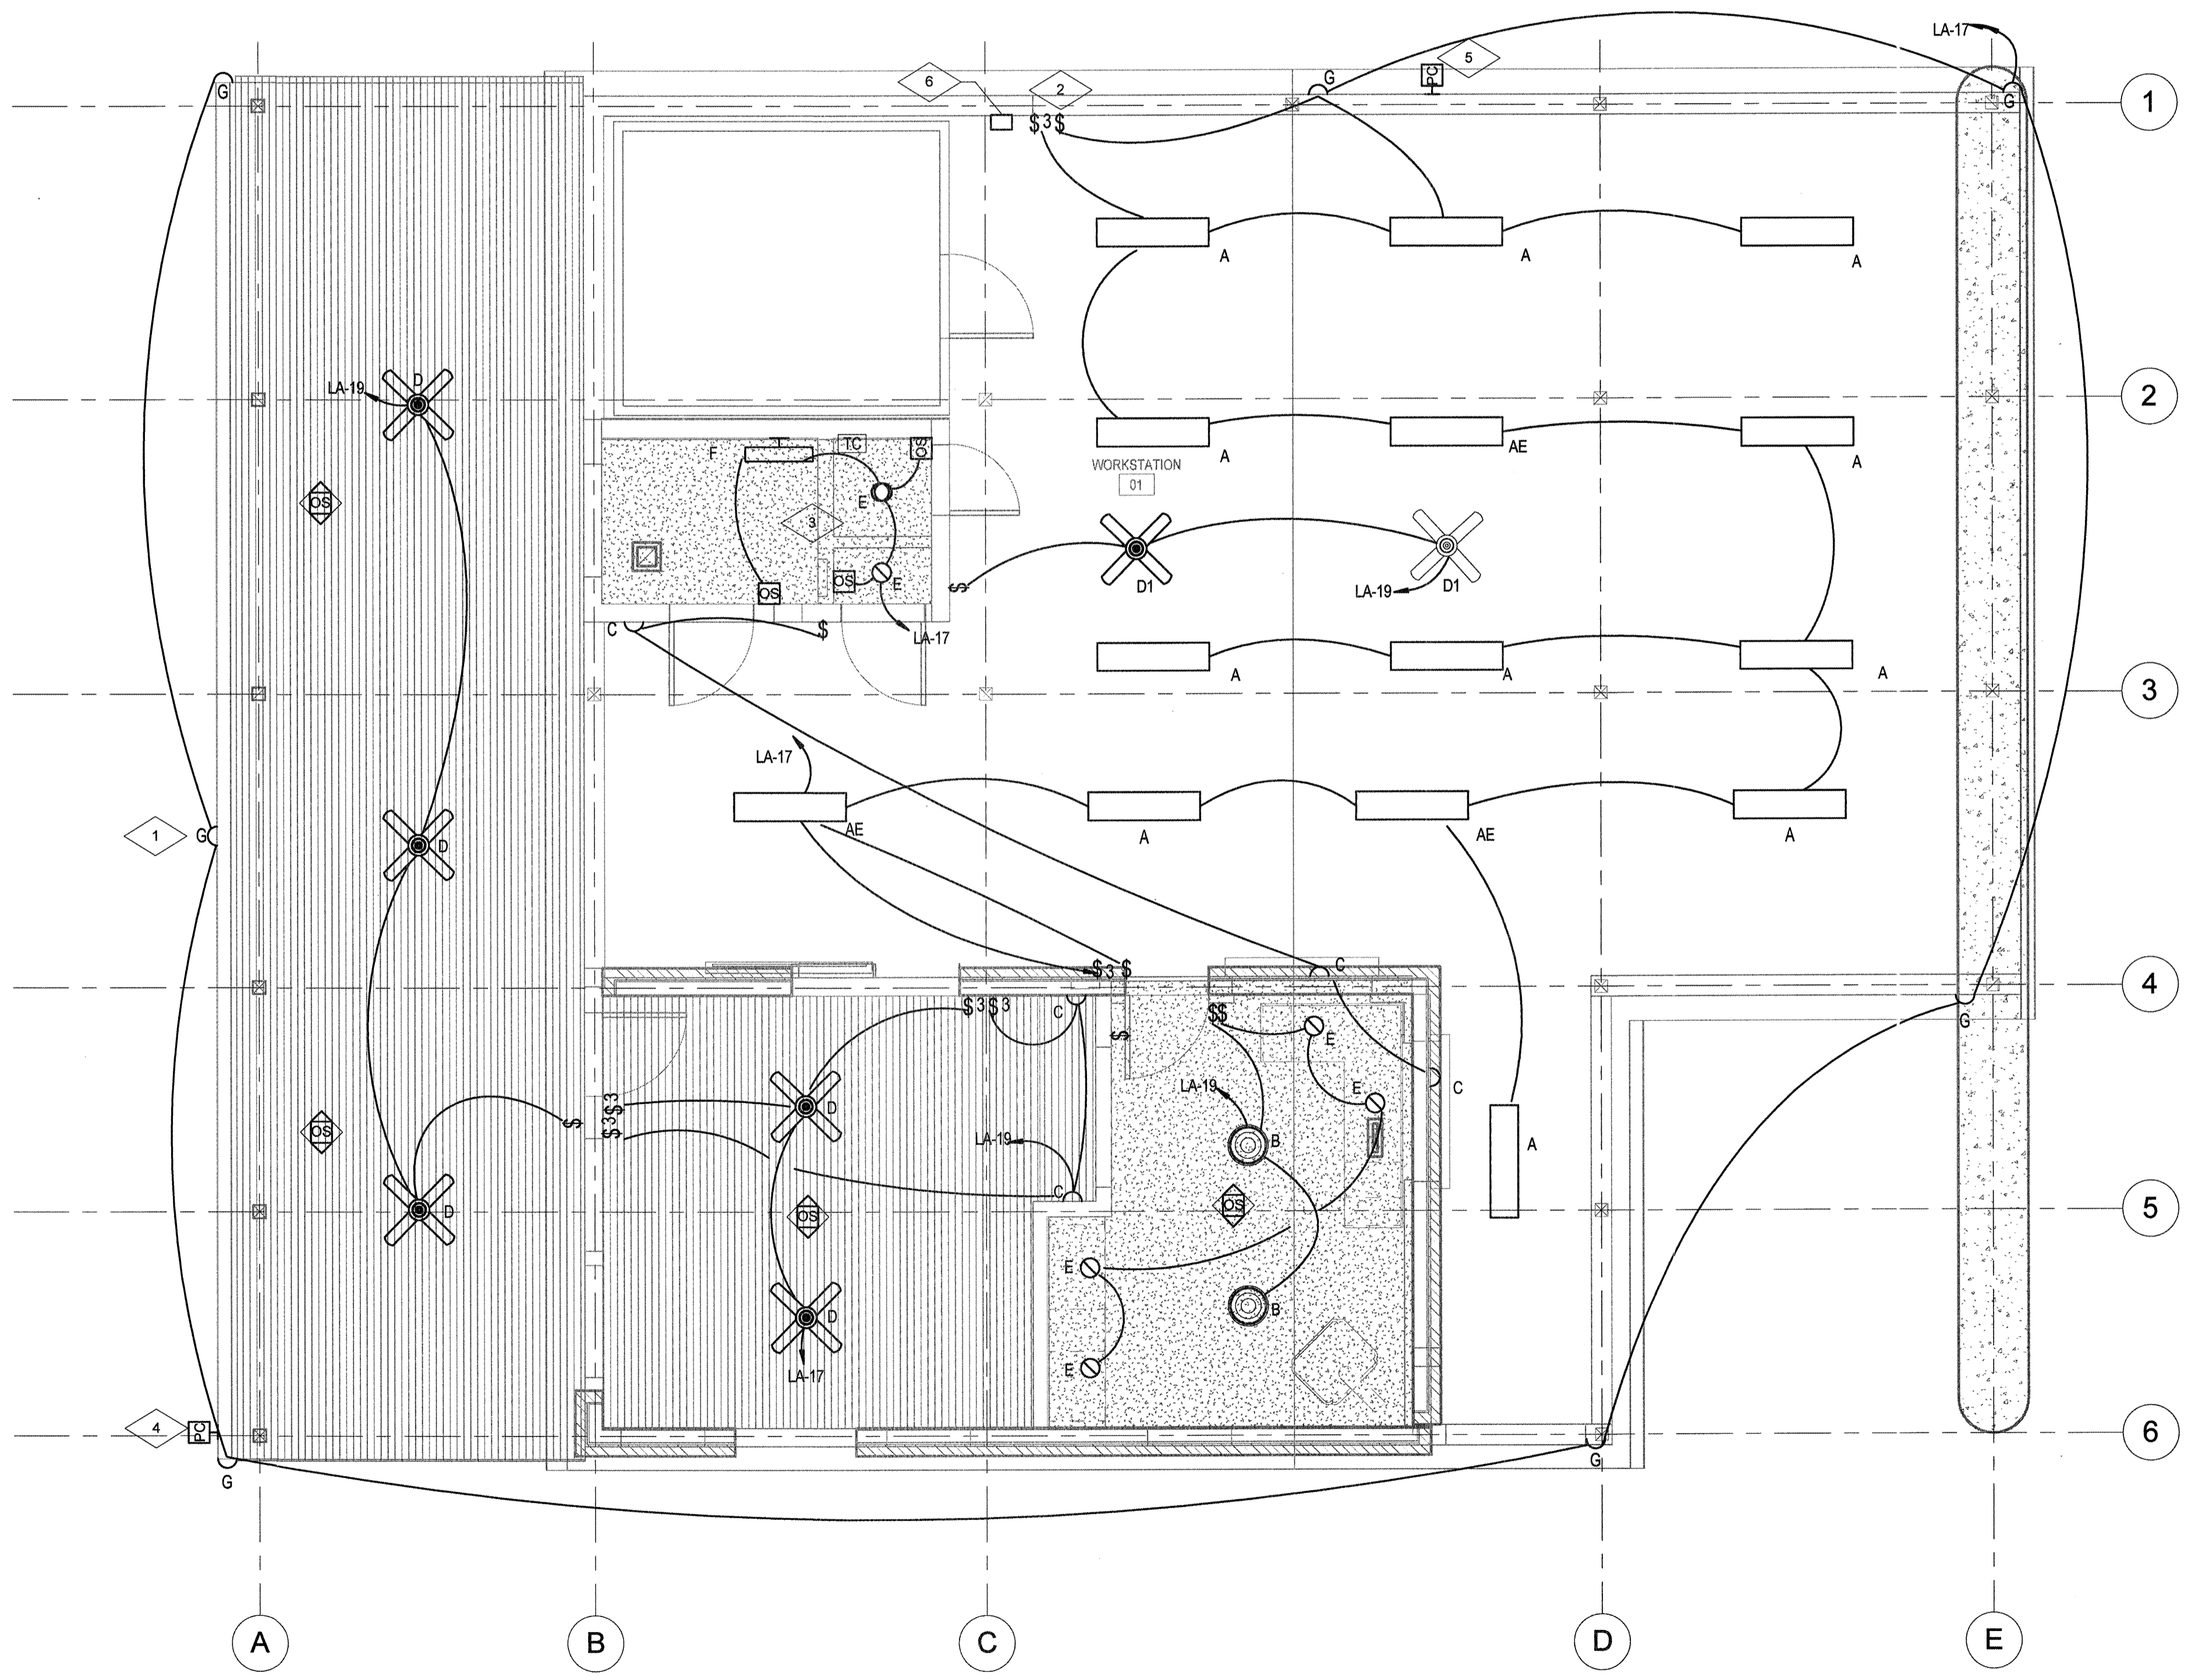 LA-17
5
G
PC
6
2
G
G
1
$3$
A
A
A
D
LA-19
2
F
TC
OS
A
AE
A
WORKSTATION
01
OS
E
3
D1
LA-19
D1
OS
OS
E
$
C
$
LA-17
A
A
A
3
LA-17
1
G
AE
A
AE
A
D
$3 $
C
4
$3$3
C
$
$$
E
G
LA-19
E
C
OS
$
$3
$3
D
LA-19
B
A
C
D
OS
OS
5
E
B
D
E
LA-17
4
PC
G
G
6
A
B
C
D
E